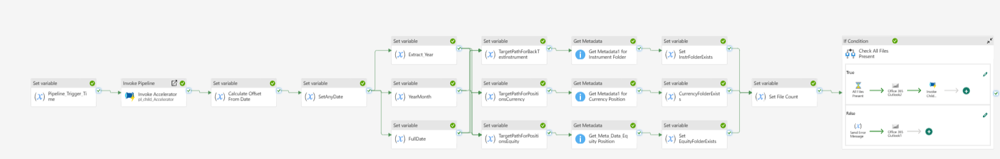 Set variable
Pipeline_Trigger_Ti
me
Invoke Pipeline
Invoke Accelerator
pl_child_Accelerator
Set variable
Calculate Offset
From Date
Set variable
SetAnyDate
Set variable
Extract_Year
Set variable
YearMonth
Set variable
FullDate
Set variable
TargetPathForBackT
estInstrument
Set variable
TargetPathForPositi
onsCurrency
Set variable
TargetPathForPositi
onsEquity
Get Metadata
Get Metadata1 for
Instrument Folder
Get Metadata
Get Metadata1 for
Currency Position
Get Metadata
Get_Meta_Data_Eq
uity Position
Set variable
Set
InstrFolderExists
Set variable
CurrencyFolderExist
s
Set variable
Set
EquityFolderExists
Set variable
Set File Count
If Condition
Check All Files
Present
True
All Files
Present
Office 365
Outlook2
Invoke
Child...
False
Send Error
Message
Office 365
Outlook1